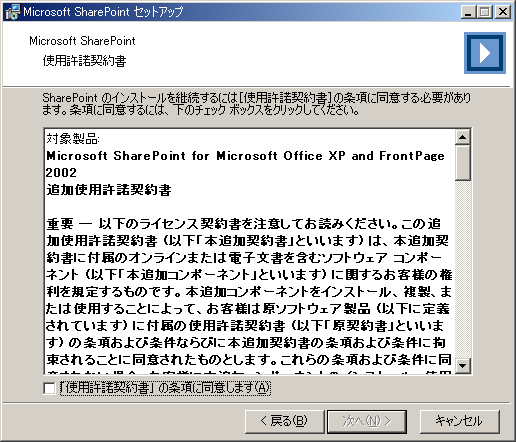 Microsoft SharePoint セットアップ
Microsoft SharePoint
使用許諾契約書
SharePoint のインストールを継続するには[使用許諾契約書]の条項に同意する必要があり
ます。条項に同意するには、下のチェック ボックスをクリックしてください。
対象製品:
Microsoft SharePoint for Microsoft Office XP and FrontPage
2002
追加使用許諾契約書
重要 — 以下のライセンス契約書を注意してお読みください。この追
加使用許諾契約書 (以下「本追加契約書」といいます) は、本追加契
約書に付属のオンラインまたは電子文書を含むソフトウェア コンポー
ネント (以下「本追加コンポーネント」といいます) に関するお客様の権
利を規定するものです。本追加コンポーネントをインストール、複製、ま
たは使用することによって、お客様は原ソフトウェア製品 (以下に定義
されています) に付属の使用許諾契約書 (以下「原契約書」といいま
す) の条項および条件ならびに本追加契約書の条項および条件に拘
束されることに同意されたものとします。これらの条項および条件に同
「使用許諾契約書」 の条項に同意します(A)
< 戻る(B)
次へ(N) >
キャンセル